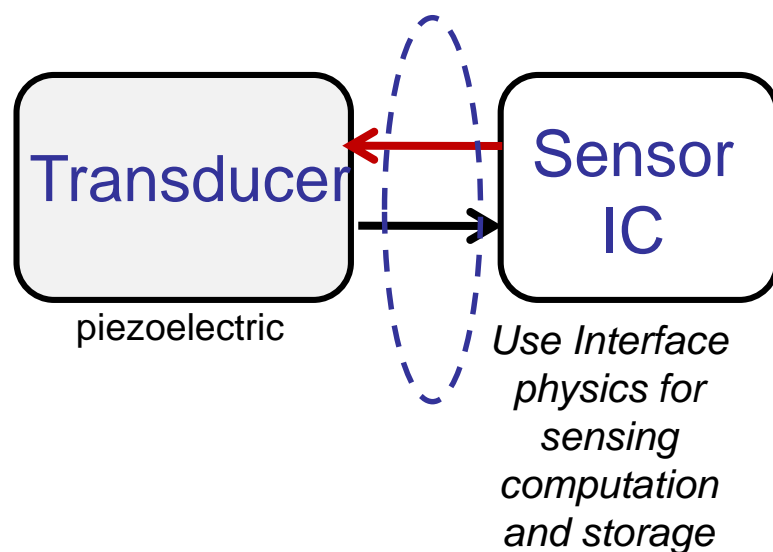 Transducer
Sensor
IC
piezoelectric
Use Interface
physics for
sensing
computation
and storage